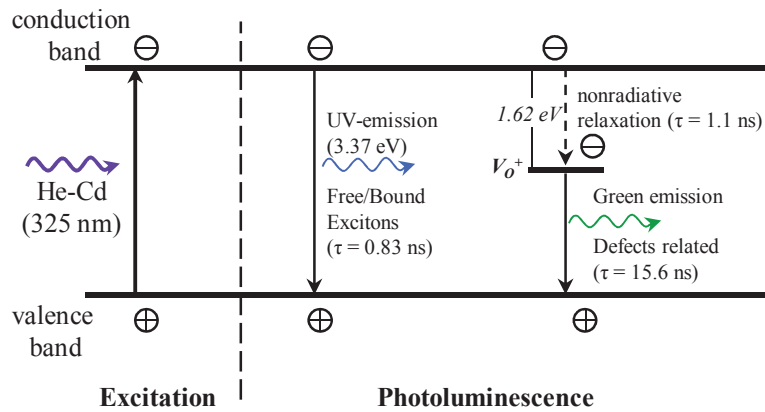 conduction
band
He-Cd
(325 nm)
valence
band
Excitation
UV-emission
(3.37 eV)
Free/Bound
Excitons
(τ = 0.83 ns)
1.62 eV
nonradiative
relaxation (τ = 1.1 ns)
Vo+
Green emission
Defects related
(τ = 15.6 ns)
Photoluminescence